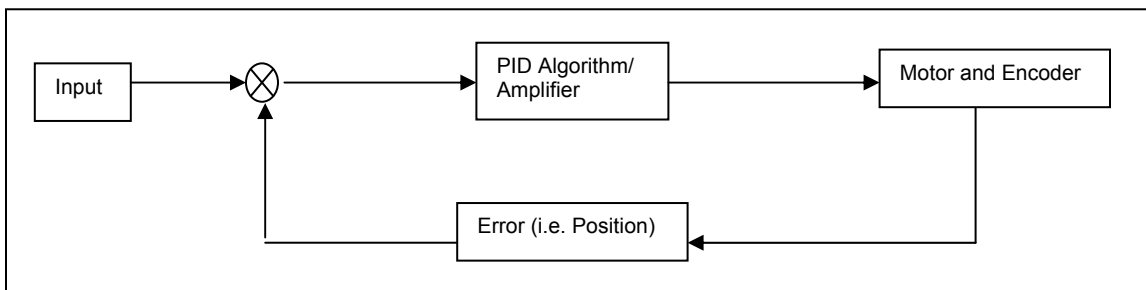 Input
PID Algorithm/
Amplifier
Motor and Encoder
Error (i.e. Position)